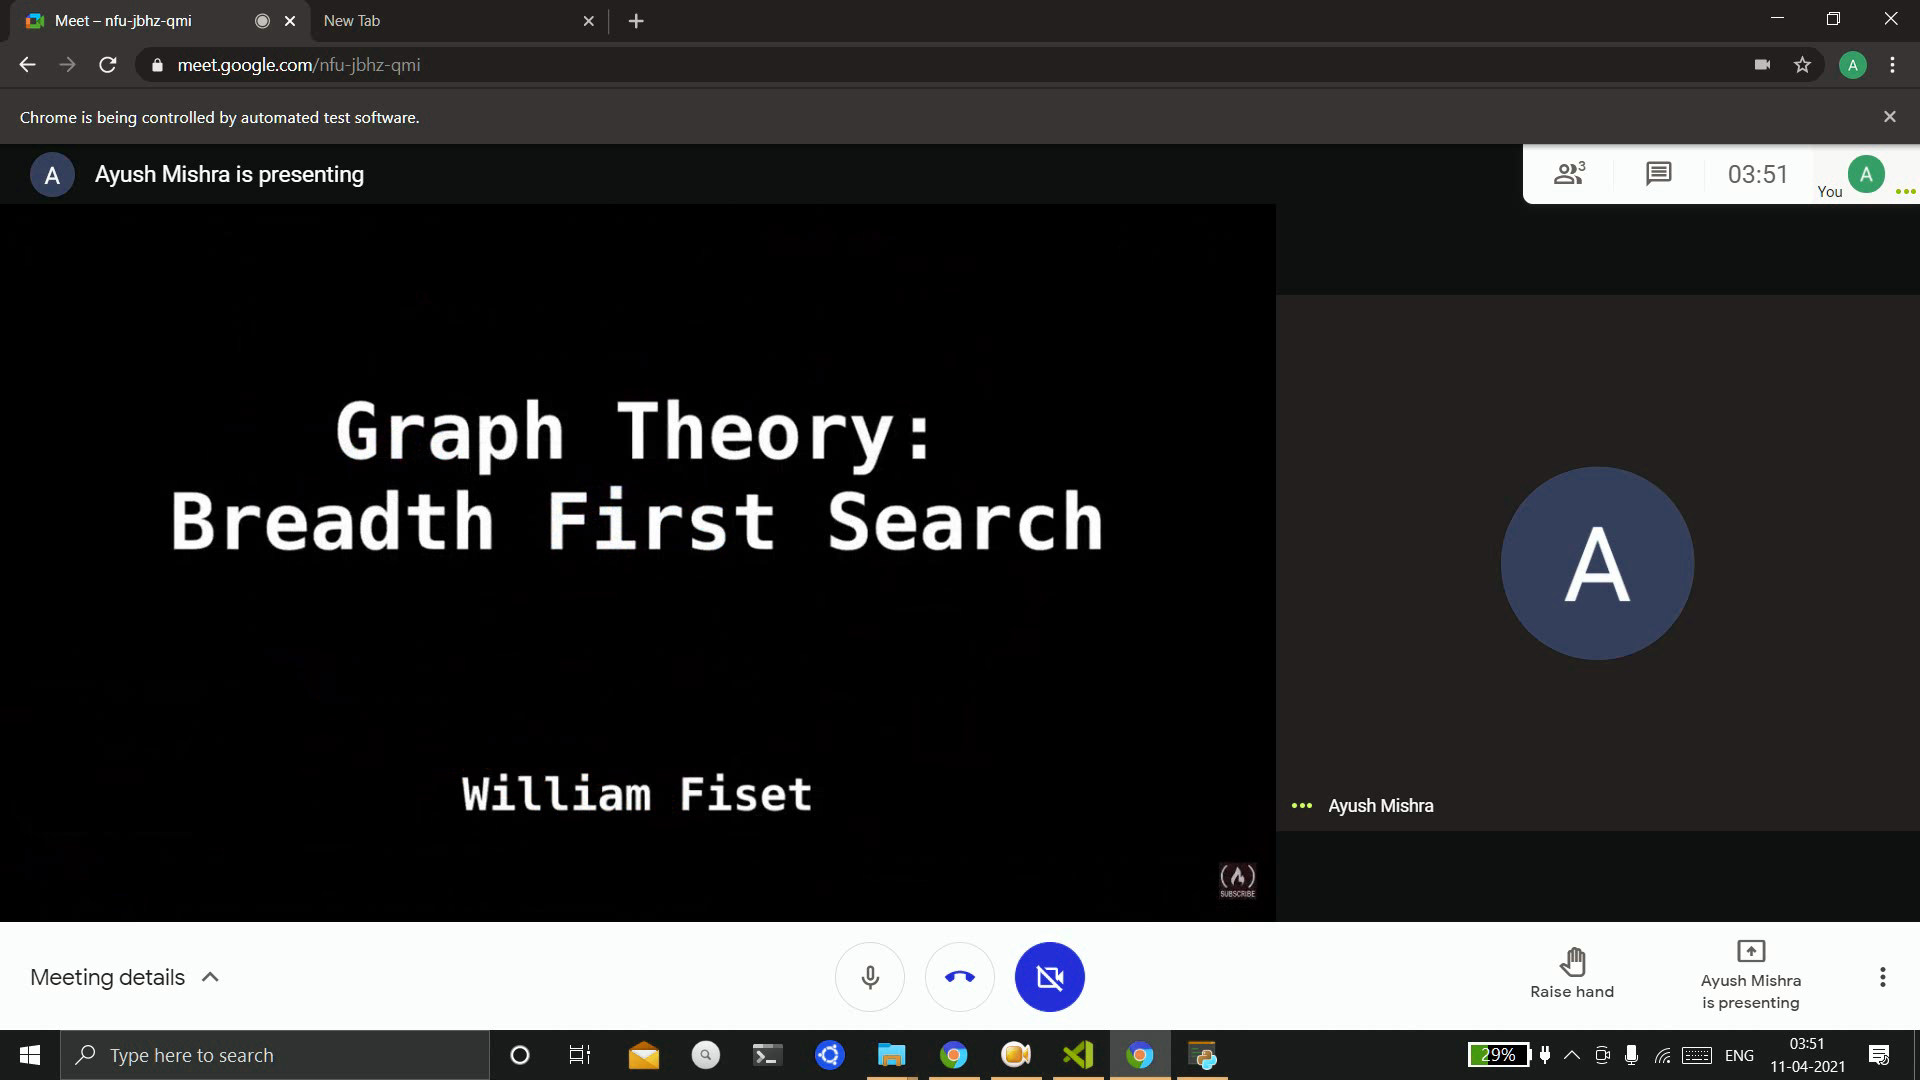 Meet – nfu-jbhz-qmi
New Tab
meet.google.com/nfu-jbhz-qmi
A
Chrome is being controlled by automated test software.
A
Ayush Mishra is presenting
3
03:51
You
A
Graph Theory:
Breadth First Search
William Fiset
SUBSCRIBE
A
Ayush Mishra
Meeting details
Raise hand
Ayush Mishra
is presenting
Type here to search
29%
ENG
03:51
11-04-2021